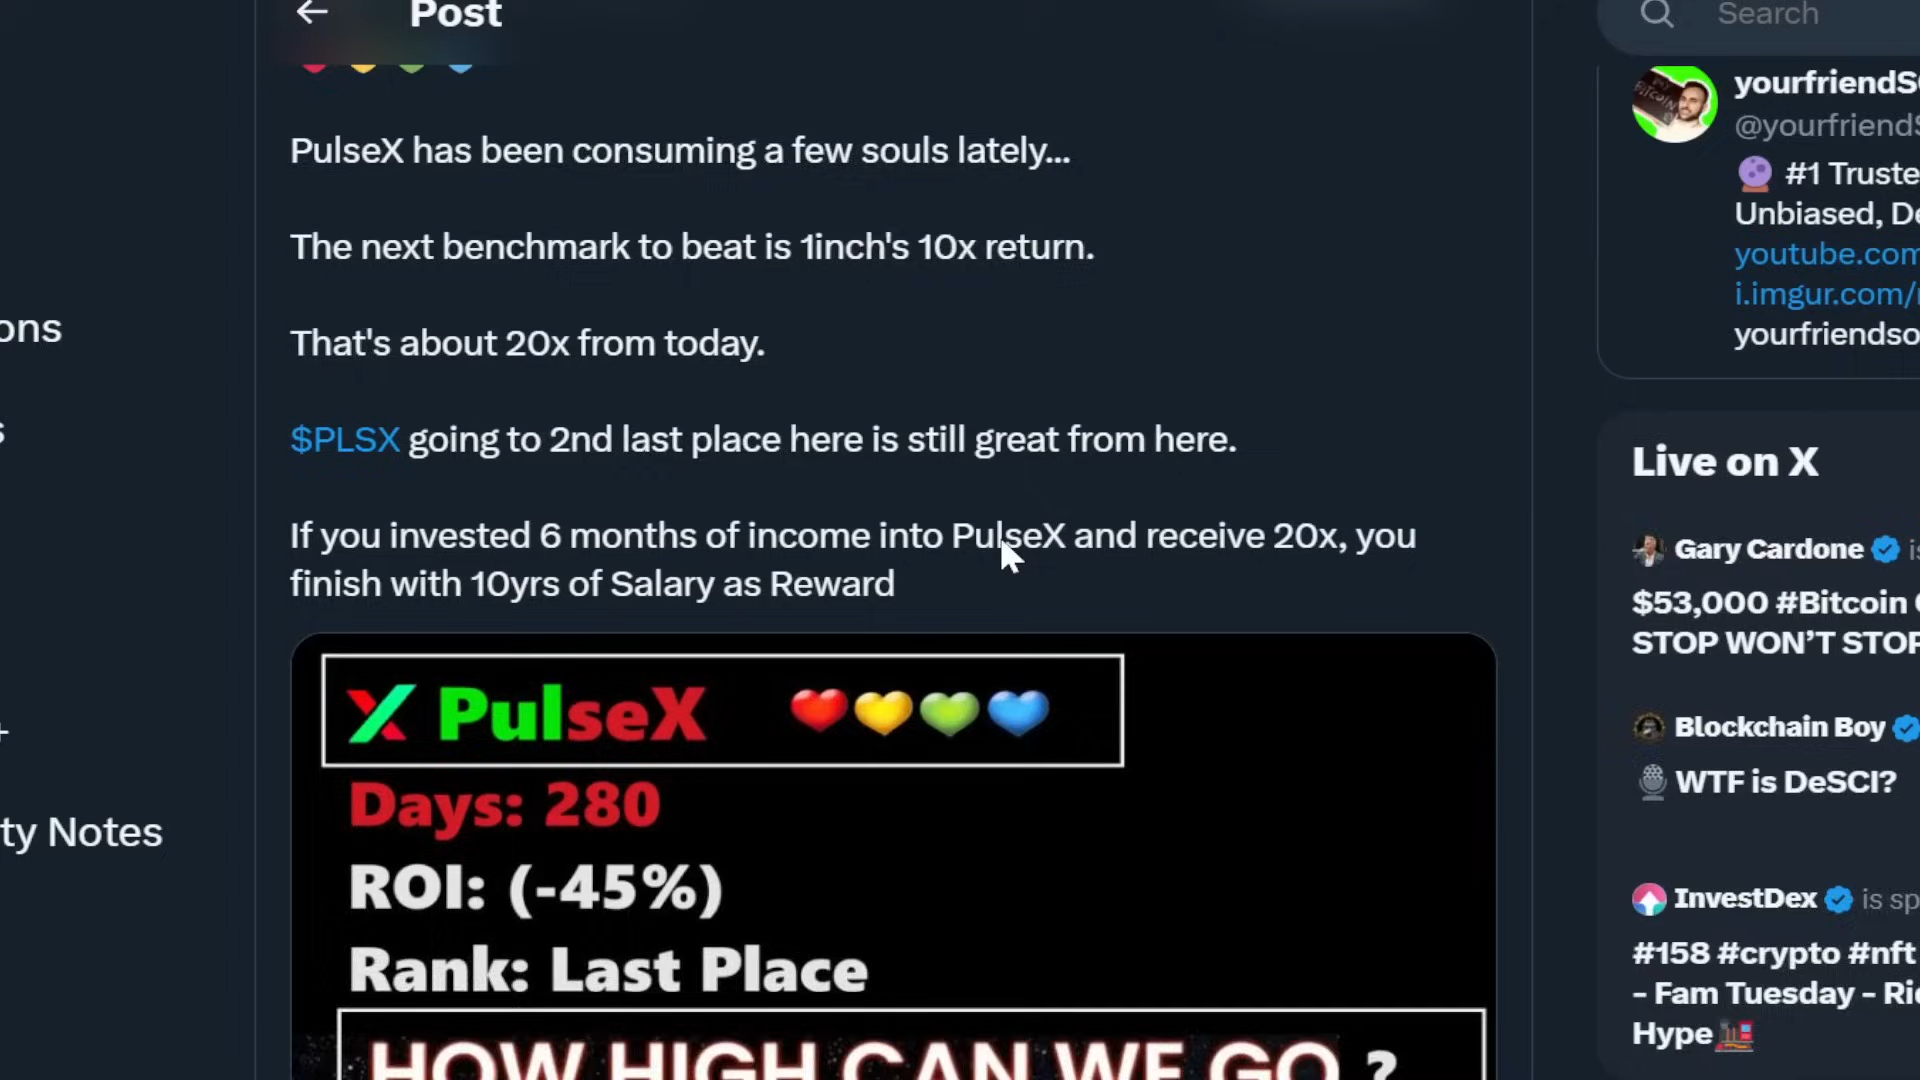 Post
Search
PulseX has been consuming a few souls lately...
The next benchmark to beat is 1inch's 10x return.
That's about 20x from today.
$PLSX going to 2nd last place here is still great from here.
If you invested 6 months of income into PulseX and receive 20x, you
finish with 10yrs of Salary as Reward
X PulseX
Days: 280
ROI: (-45%)
Rank: Last Place
HOW HIGH CAN WE GO ?
ons
s
+
ty Notes
yourfriendS
@yourfriend
#1 Truste
Unbiased, De
youtube.com
i.imgur.com/
yourfriendso
Live on X
Gary Cardone
$53,000 #Bitcoin
STOP WON'T STOP
Blockchain Boy
WTF is DeSCI?
InvestDex is sp
#158 #crypto #nft
- Fam Tuesday - Ri
Hype